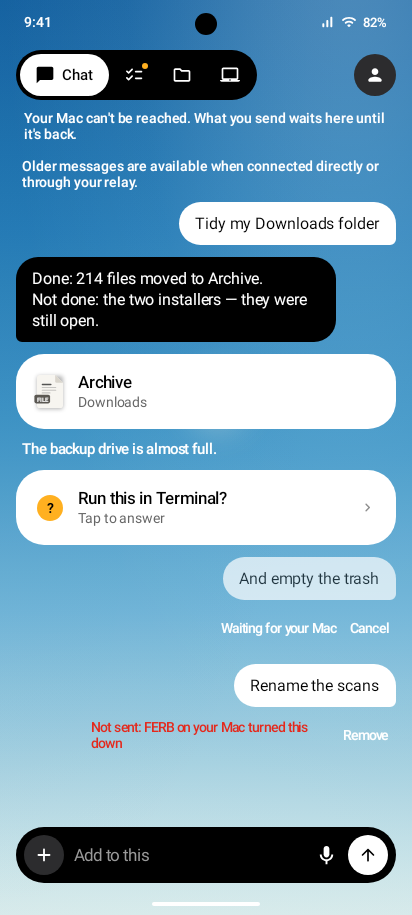 9:41
82%
Chat
Your Mac can't be reached. What you send waits here until
it's back.
Older messages are available when connected directly or
through your relay.
Tidy my Downloads folder
Done: 214 files moved to Archive.
Not done: the two installers — they were
still open.
FILE
Archive
Downloads
The backup drive is almost full.
?
Run this in Terminal?
Tap to answer
And empty the trash
Waiting for your Mac Cancel
Rename the scans
Not sent: FERB on your Mac turned this
down
Remove
Add to this